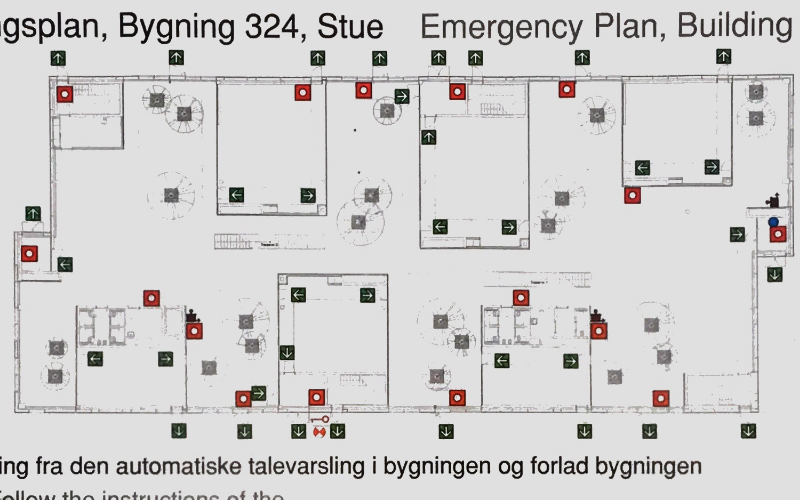 ngsplan, Bygning 324, Stue
Emergency Plan, Building
ing fra den automatiske talevarsling i bygningen og forlad bygningen
Follow the instructions of the